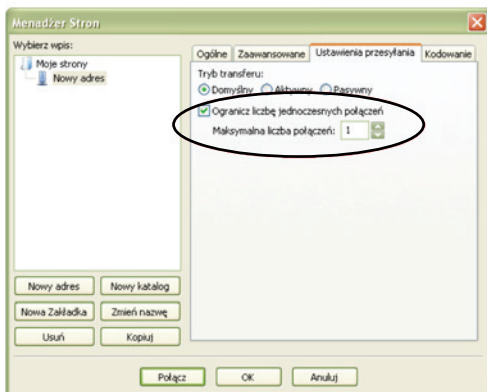 Menadżer Stron
Wybierz wpis:
Moje strony
Nowy adres
Ogólne Zaawansowane Ustawienia przesyłania Kodowanie
Tryb transferu:
Domyślny Aktywny Pasywny
Ogranicz liczbę jednoczesnych połączeń
Maksymalna liczba połączeń: 1
Nowy adres Nowy katalog
Nowa Zakładka Zmień nazwę
Usuń Kopiuj
Połącz OK Anuluj